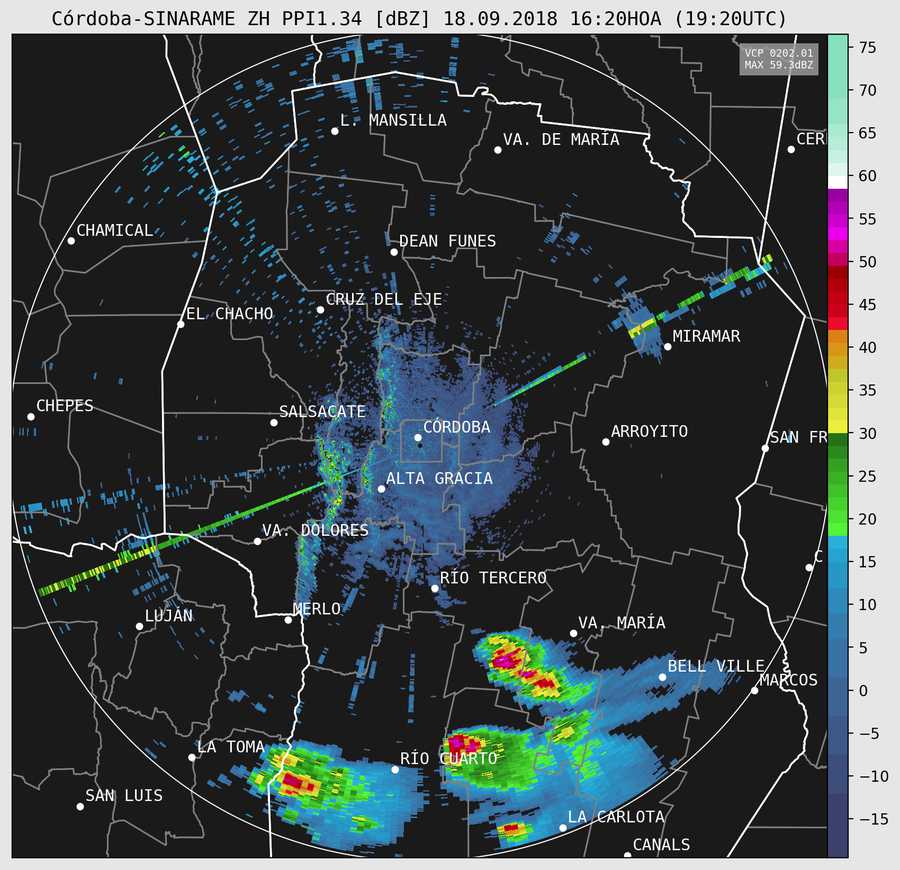 Córdoba-SINARAME ZH PPI1.34 [dBZ] 18.09.2018 16:20HOA (19:20UTC)
VCP 0202.01
MAX 59.3dBZ
75
70
65
60
55
50
45
40
35
30
25
20
15
10
5
0
−5
−10
−15
L. MANSILLA
VA. DE MARÍA
CER
CHAMICAL
DEAN FUNES
CRUZ DEL EJE
EL CHACHO
MIRAMAR
CHEPES
SALSACATE
CÓRDOBA
ARROYITO
SAN FR
ALTA GRACIA
VA. DOLORES
C
RÍO TERCERO
LUJÁN
MERLO
VA. MARÍA
BELL VILLE
MARCOS
LA TOMA
RÍO CUARTO
SAN LUIS
LA CARLOTA
CANALS